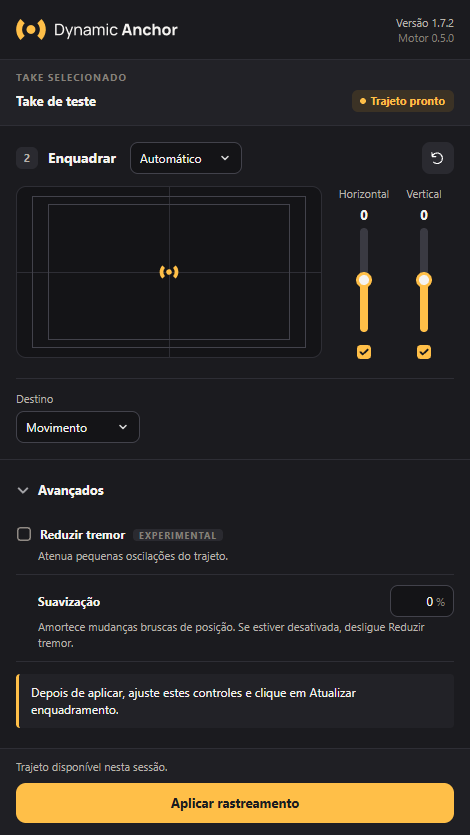 Dynamic Anchor
Versão 1.7.2
Motor 0.5.0
TAKE SELECIONADO
Take de teste
Trajeto pronto
2
Enquadrar
Automático
Horizontal
Vertical
0
0
Destino
Movimento
Avançados
Reduzir tremor
EXPERIMENTAL
Atenua pequenas oscilações do trajeto.
Suavização
0 %
Amortece mudanças bruscas de posição. Se estiver desativada, desligue Reduzir
tremor.
Depois de aplicar, ajuste estes controles e clique em Atualizar
enquadramento.
Trajeto disponível nesta sessão.
Aplicar rastreamento